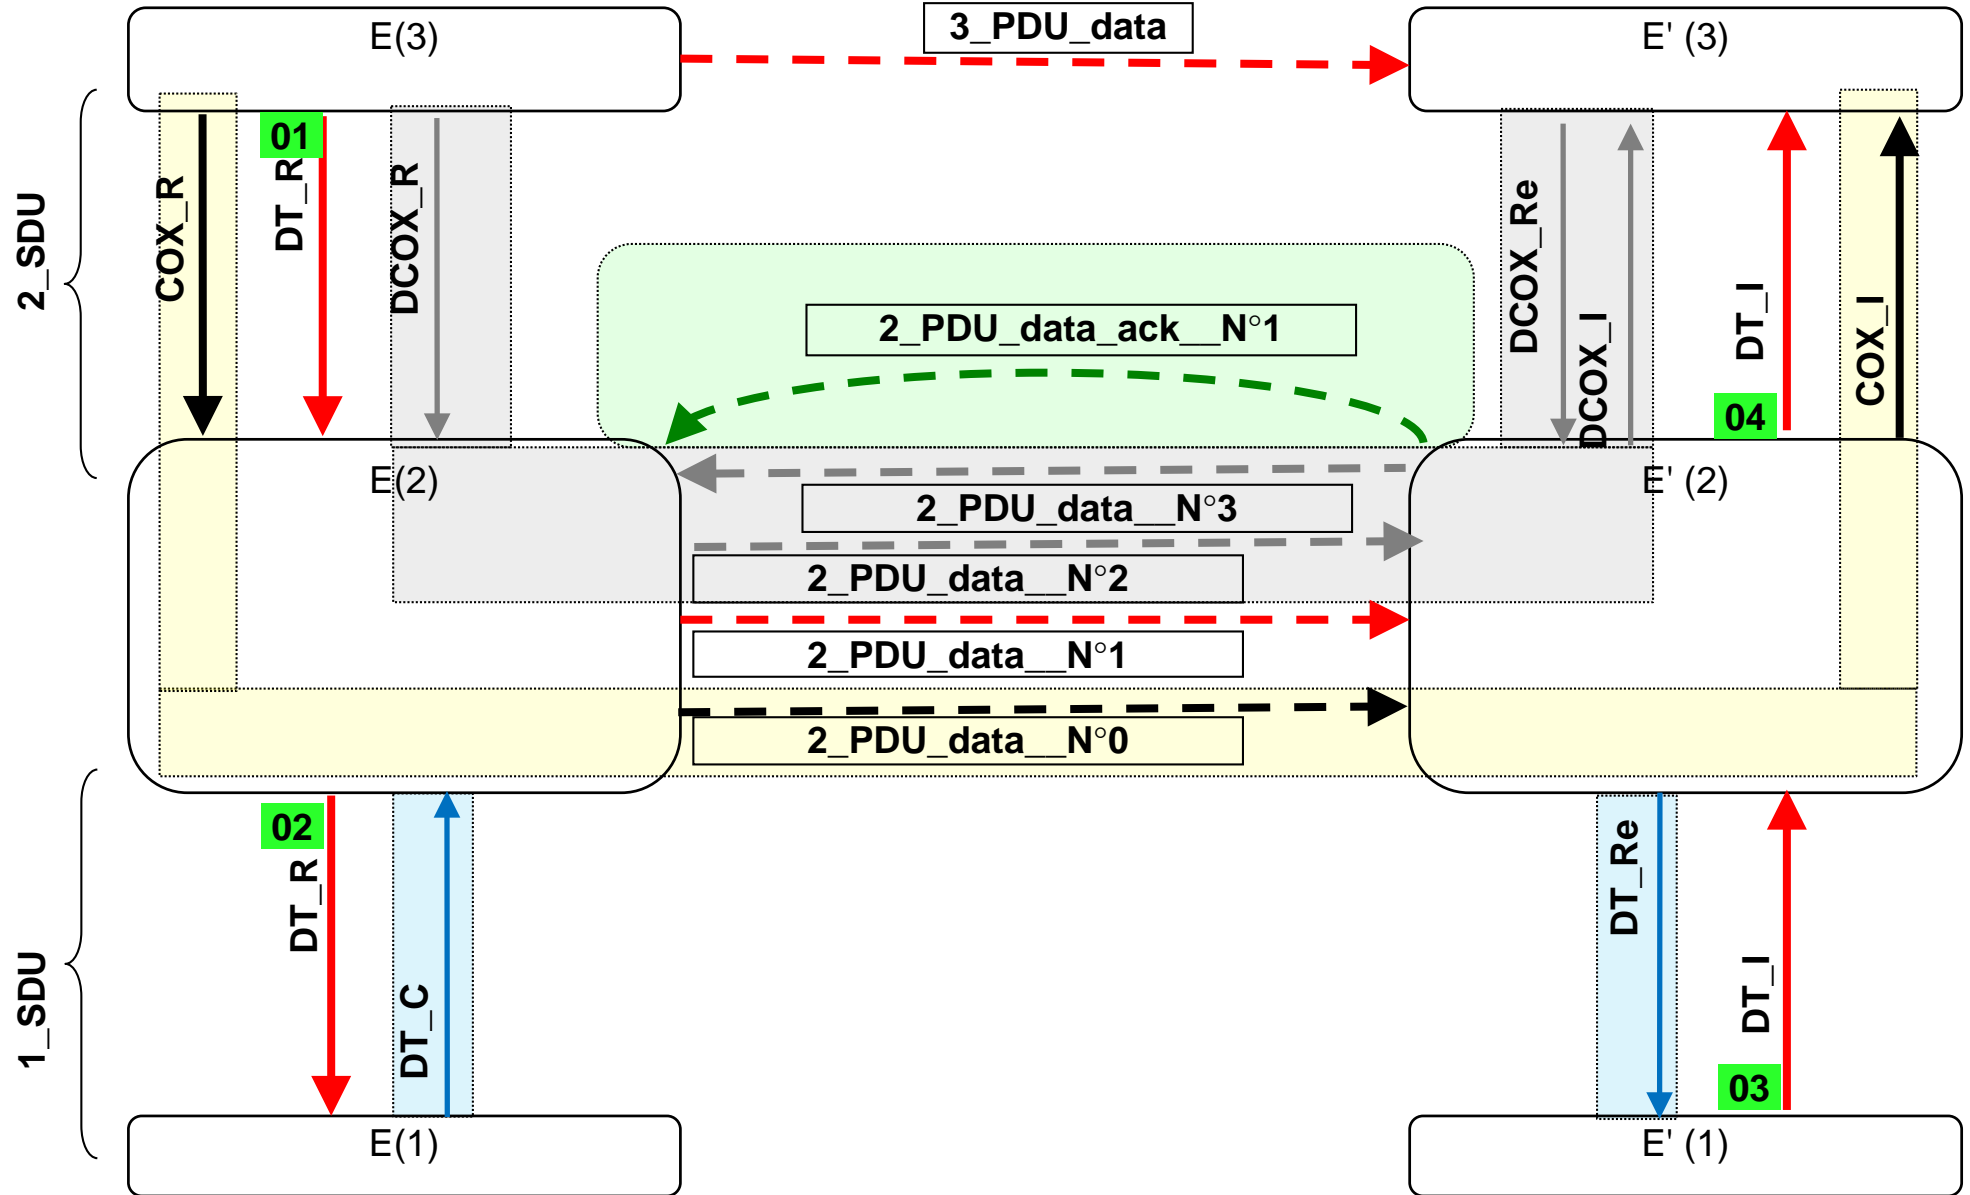 E(3)
3_PDU_data
E' (3)
2_SDU
COX_R
01
DT_R
DCOX_R
DCOX_Re
DCOX_I
DT_I
04
COX_I
2_PDU_data_ack__N°1
E(2)
E' (2)
2_PDU_data__N°3
2_PDU_data__N°2
2_PDU_data__N°1
2_PDU_data__N°0
1_SDU
02
DT_R
DT_C
DT_Re
DT_I
03
E(1)
E' (1)